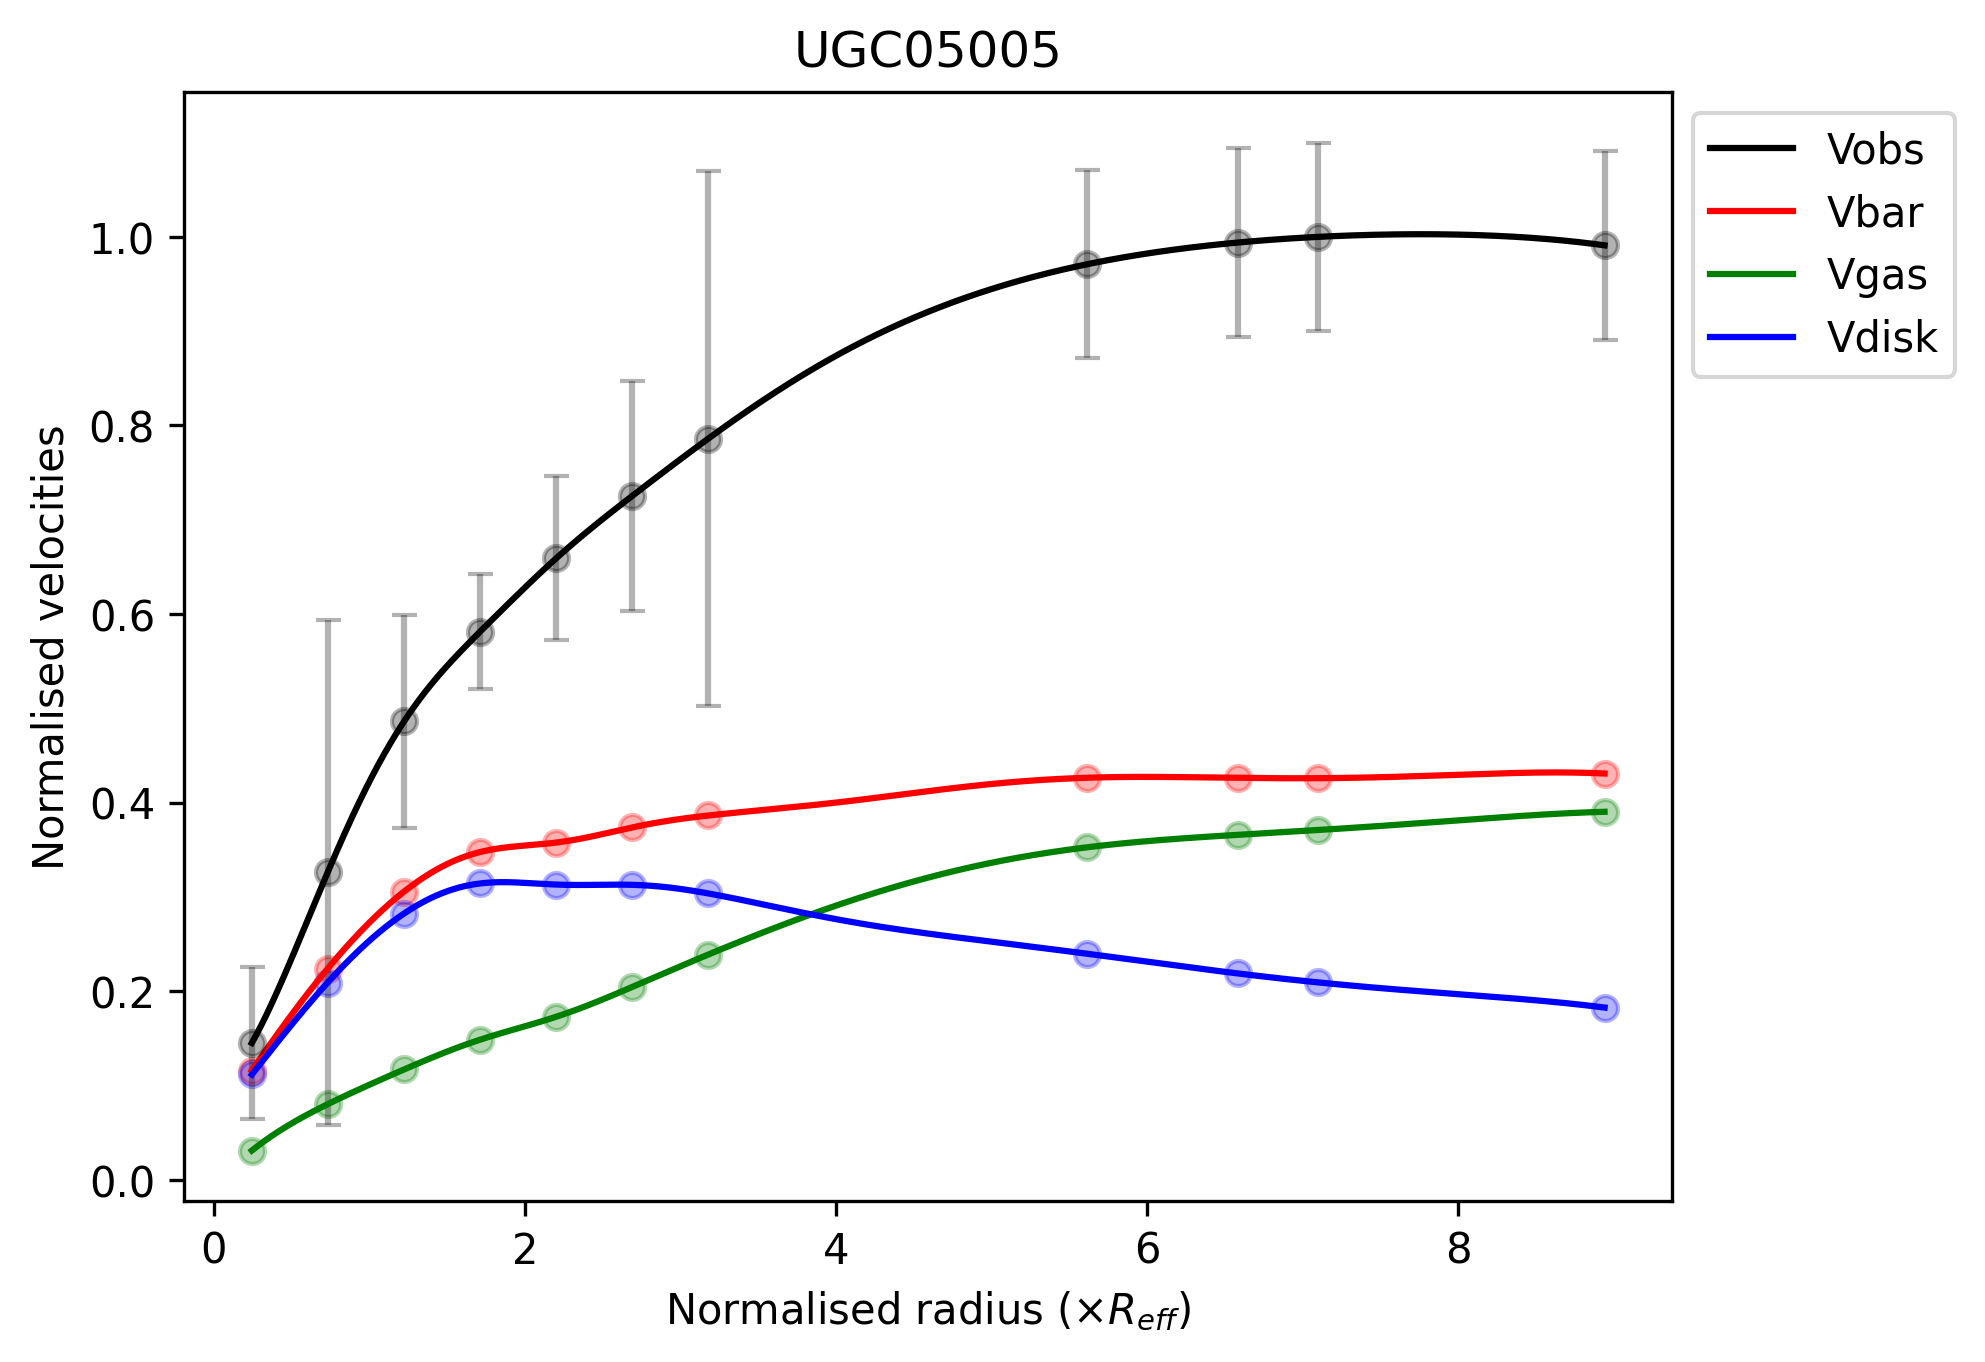 UGC05005
Vobs
Vbar
Vgas
Vdisk
Normalised velocities
1.0
0.8
0.6
0.4
0.2
0.0
0 2 4 6 8
Normalised radius (×R_eff)